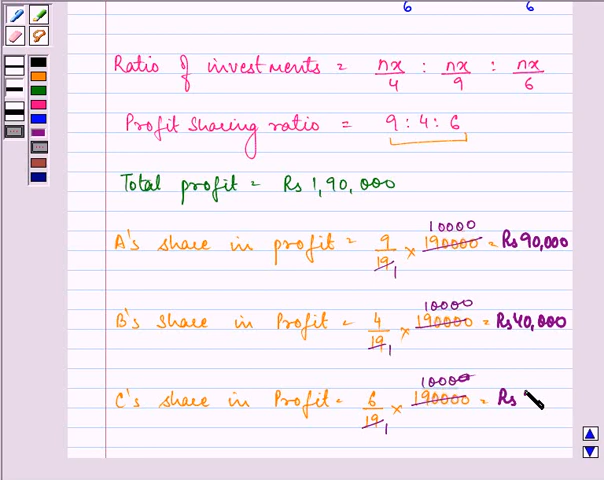 6 6
Ratio of investments = nx/4 : nx/9 : nx/6
Profit sharing ratio = 9 : 4 : 6
Total profit = Rs 1,90,000
10000
A's share in profit = 9/19 1 × 190000 = Rs 90,000
10000
B's share in Profit = 4/19 1 × 190000 = Rs 40,000
10000
C's share in Profit = 6/19 1 × 190000 = Rs